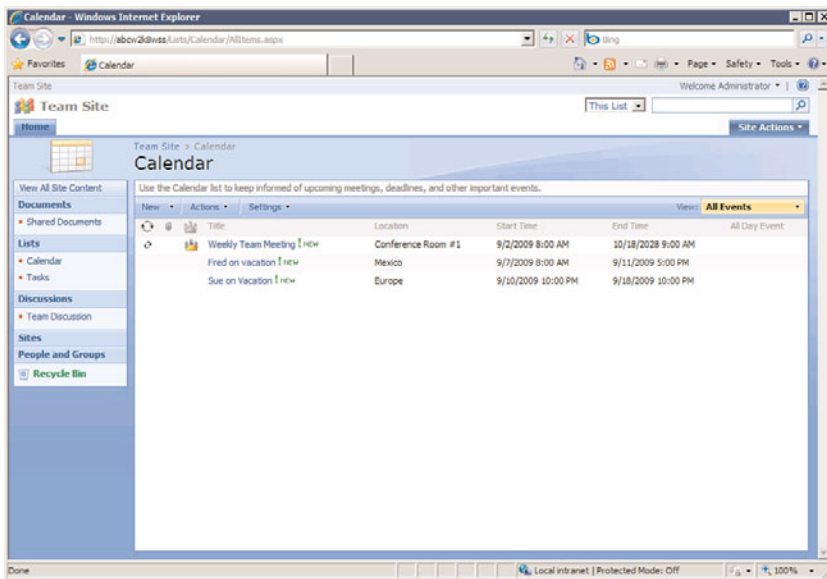 Calendar - Windows Internet Explorer
http://abcw2k8wss/Lists/Calendar/AllItems.aspx
Bing
Favorites Calendar Page Safety Tools
Team Site Welcome Administrator
Team Site This List
Home Site Actions
Team Site > Calendar
Calendar
View All Site Content Use the Calendar list to keep informed of upcoming meetings, deadlines, and other important events.
Documents New Actions Settings View: All Events
Shared Documents Title Location Start Time End Time All Day Event
Lists Weekly Team Meeting ! NEW Conference Room #1 9/2/2009 8:00 AM 10/18/2028 9:00 AM
Calendar Fred on vacation ! NEW Mexico 9/7/2009 8:00 AM 9/11/2009 5:00 PM
Tasks Sue on Vacation ! NEW Europe 9/10/2009 10:00 PM 9/18/2009 10:00 PM
Discussions
Team Discussion
Sites
People and Groups
Recycle Bin
Done Local intranet | Protected Mode: Off 100%